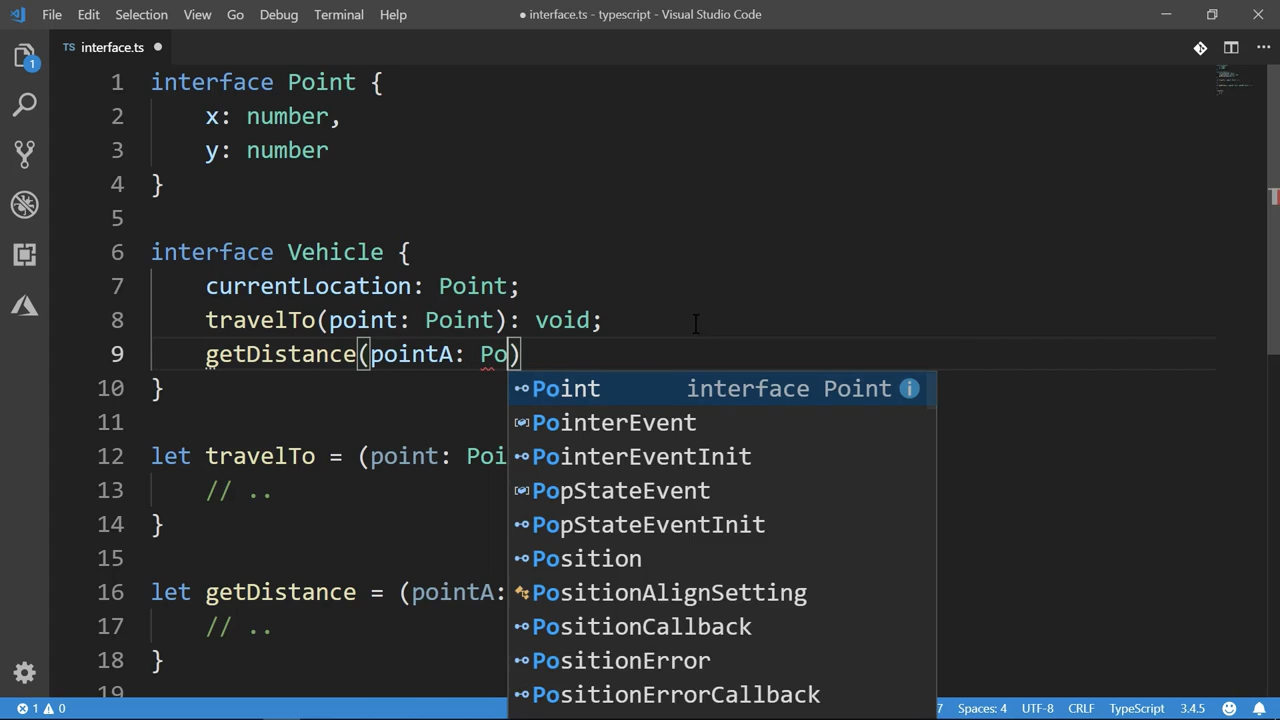 File Edit Selection View Go Debug Terminal Help ● interface.ts - typescript - Visual Studio Code
TS interface.ts ●
1 interface Point {
2 x: number,
3 y: number
4 }
5
6 interface Vehicle {
7 currentLocation: Point;
8 travelTo(point: Point): void;
9 getDistance(pointA: Po)
10 }
Point interface Point
11
PointerEvent
12 let travelTo = (point: Poi
PointerEventInit
13 // ..
PopStateEvent
14 }
PopStateEventInit
15
Position
16 let getDistance = (pointA:
PositionAlignSetting
17 // ..
PositionCallback
18 }
PositionError
19
PositionErrorCallback
1 0 7 Spaces: 4 UTF-8 CRLF TypeScript 3.4.5
1